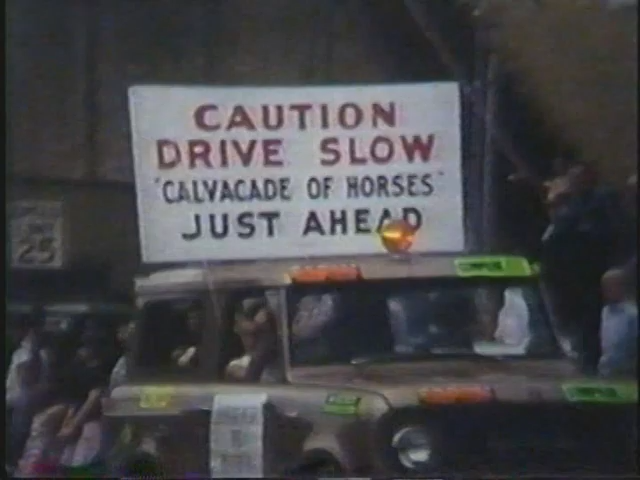 CAUTION
DRIVE SLOW
"CALVACADE OF HORSES"
JUST AHEAD
25